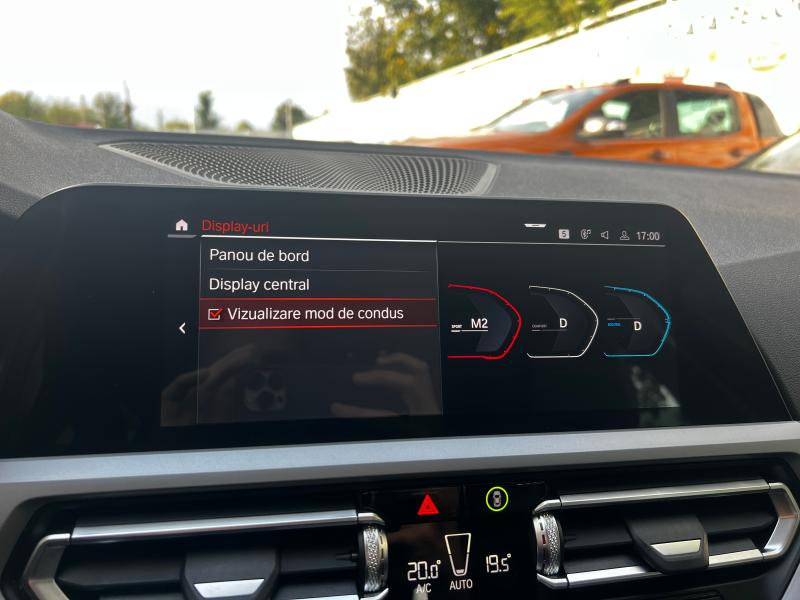 Display-uri
5
17:00
Panou de bord
Display central
Vizualizare mod de condus
SPORT M2
COMFORT D
ECO PRO D
20.0°
A/C
AUTO
19.5°